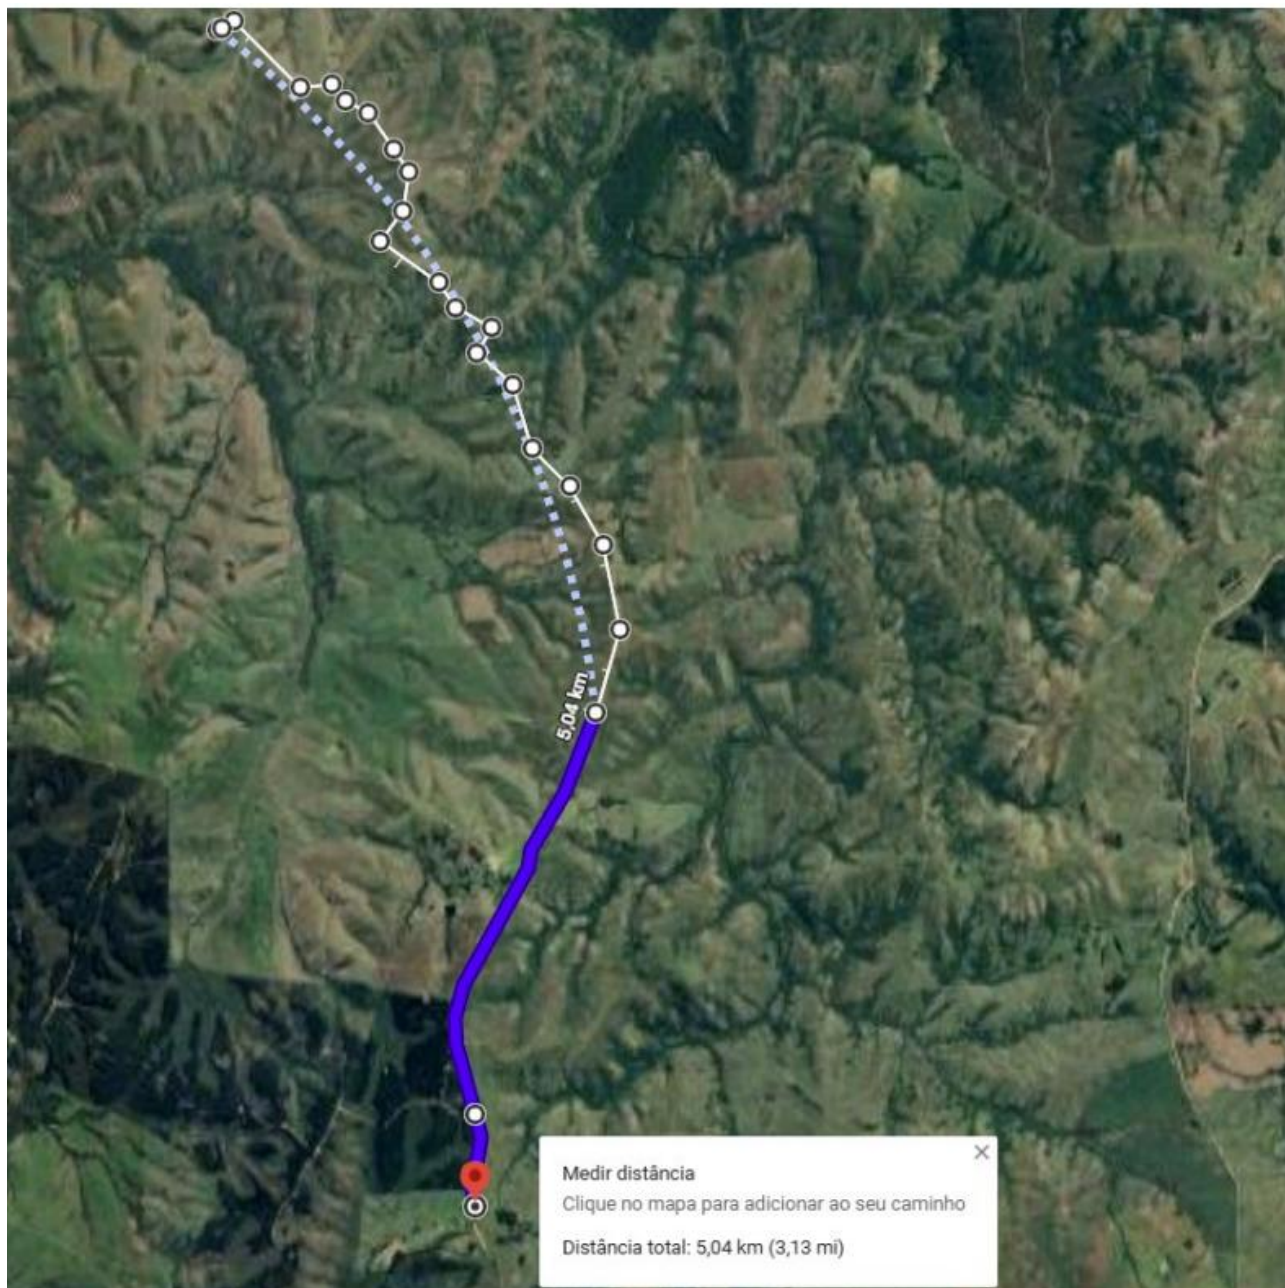 5,04 km
Medir distância
Clique no mapa para adicionar ao seu caminho
Distância total: 5,04 km (3,13 mi)